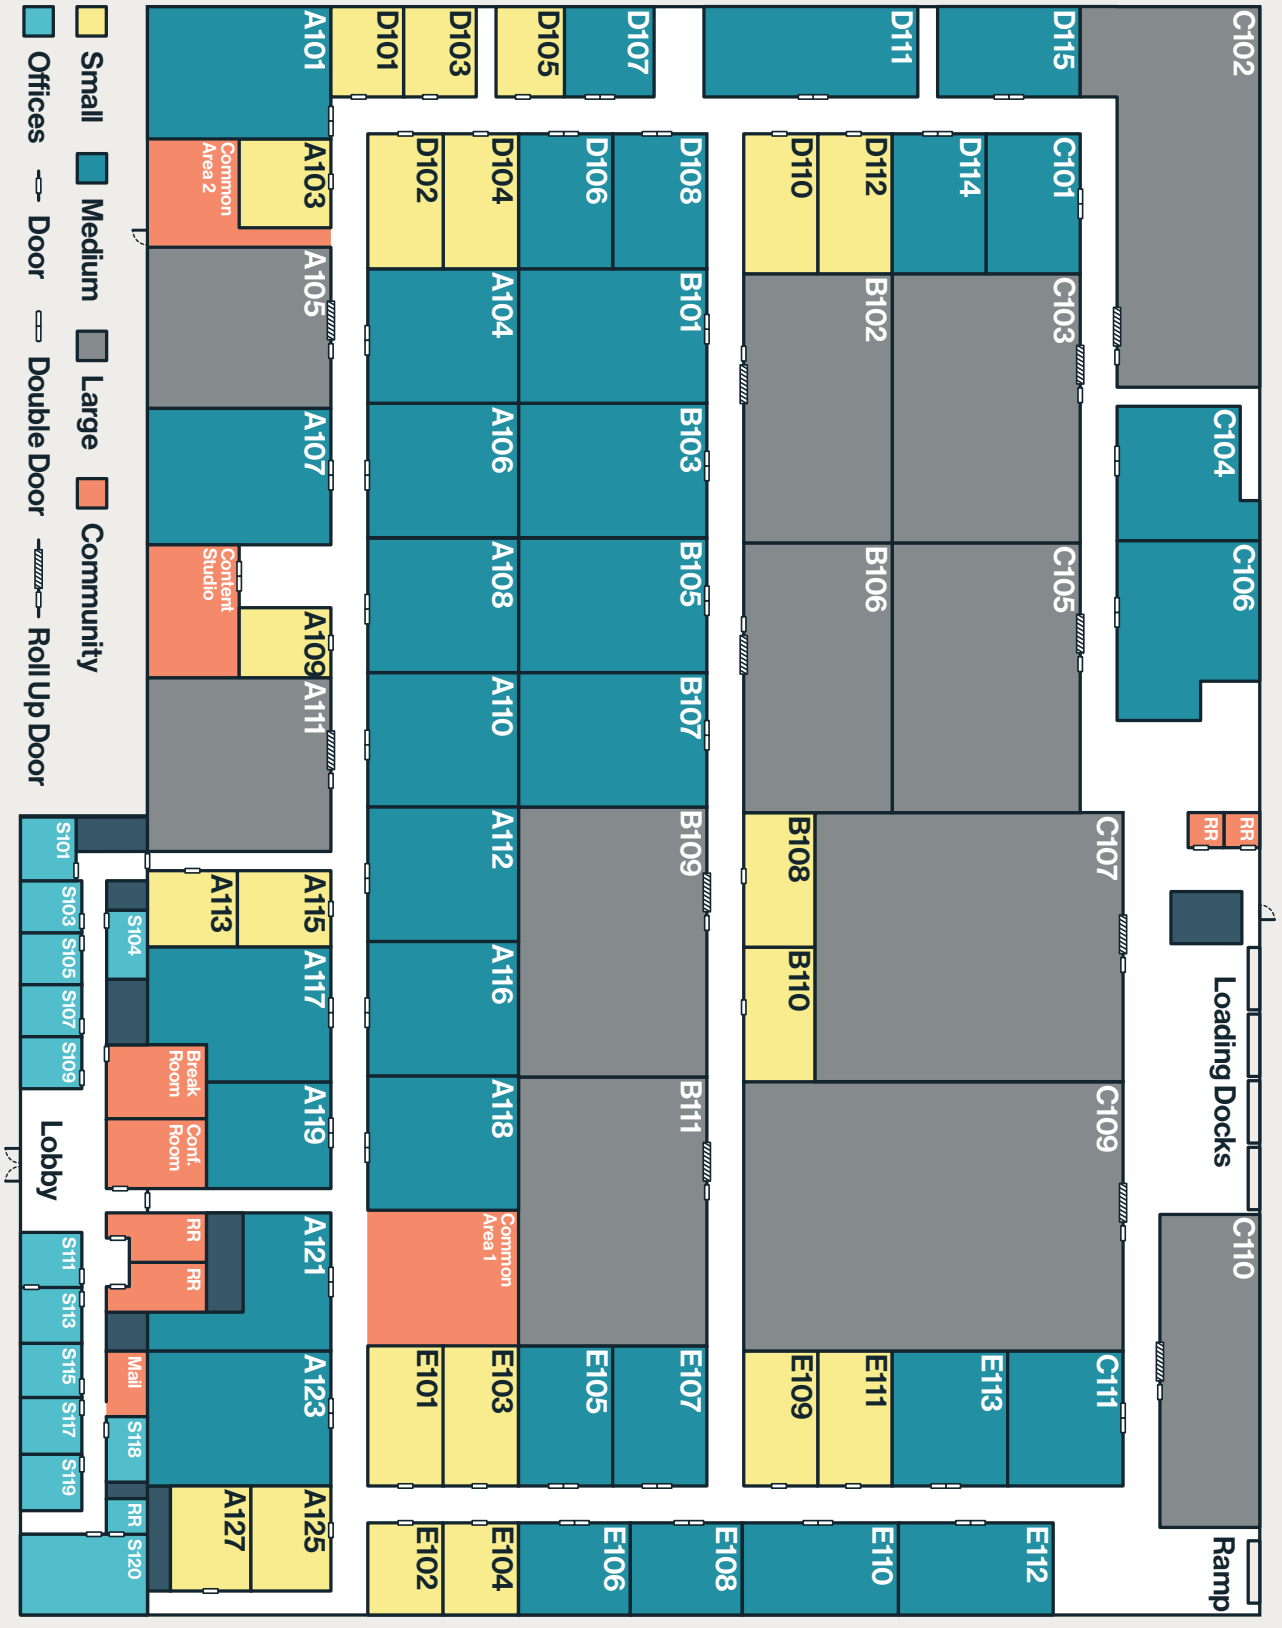 C102
C104
C106
RR
RR
Loading Docks
C110
Ramp
D115
C101
C103
C105
C107
C109
C111
E112
D111
D114
D112
D110
B102
B106
B108
B110
E113
E111
E109
E110
E108
D107
D108
D106
B101
B103
B105
B107
B109
B111
E107
E105
E106
D105
D103
D101
D104
D102
A104
A106
A108
A110
A112
A116
A118
Common
Area 1
E103
E101
E104
E102
A101
A103
Common
Area 2
A105
A107
Content
Studio
A109
A111
A115
A113
A117
A119
Break
Room
Conf.
Room
A121
RR
RR
A123
A125
A127
S104
Mail
S118
RR
S120
S101
S103
S105
S107
S109
Lobby
S111
S113
S115
S117
S119
Small
Medium
Large
Community
Offices
Door
Double Door
Roll Up Door